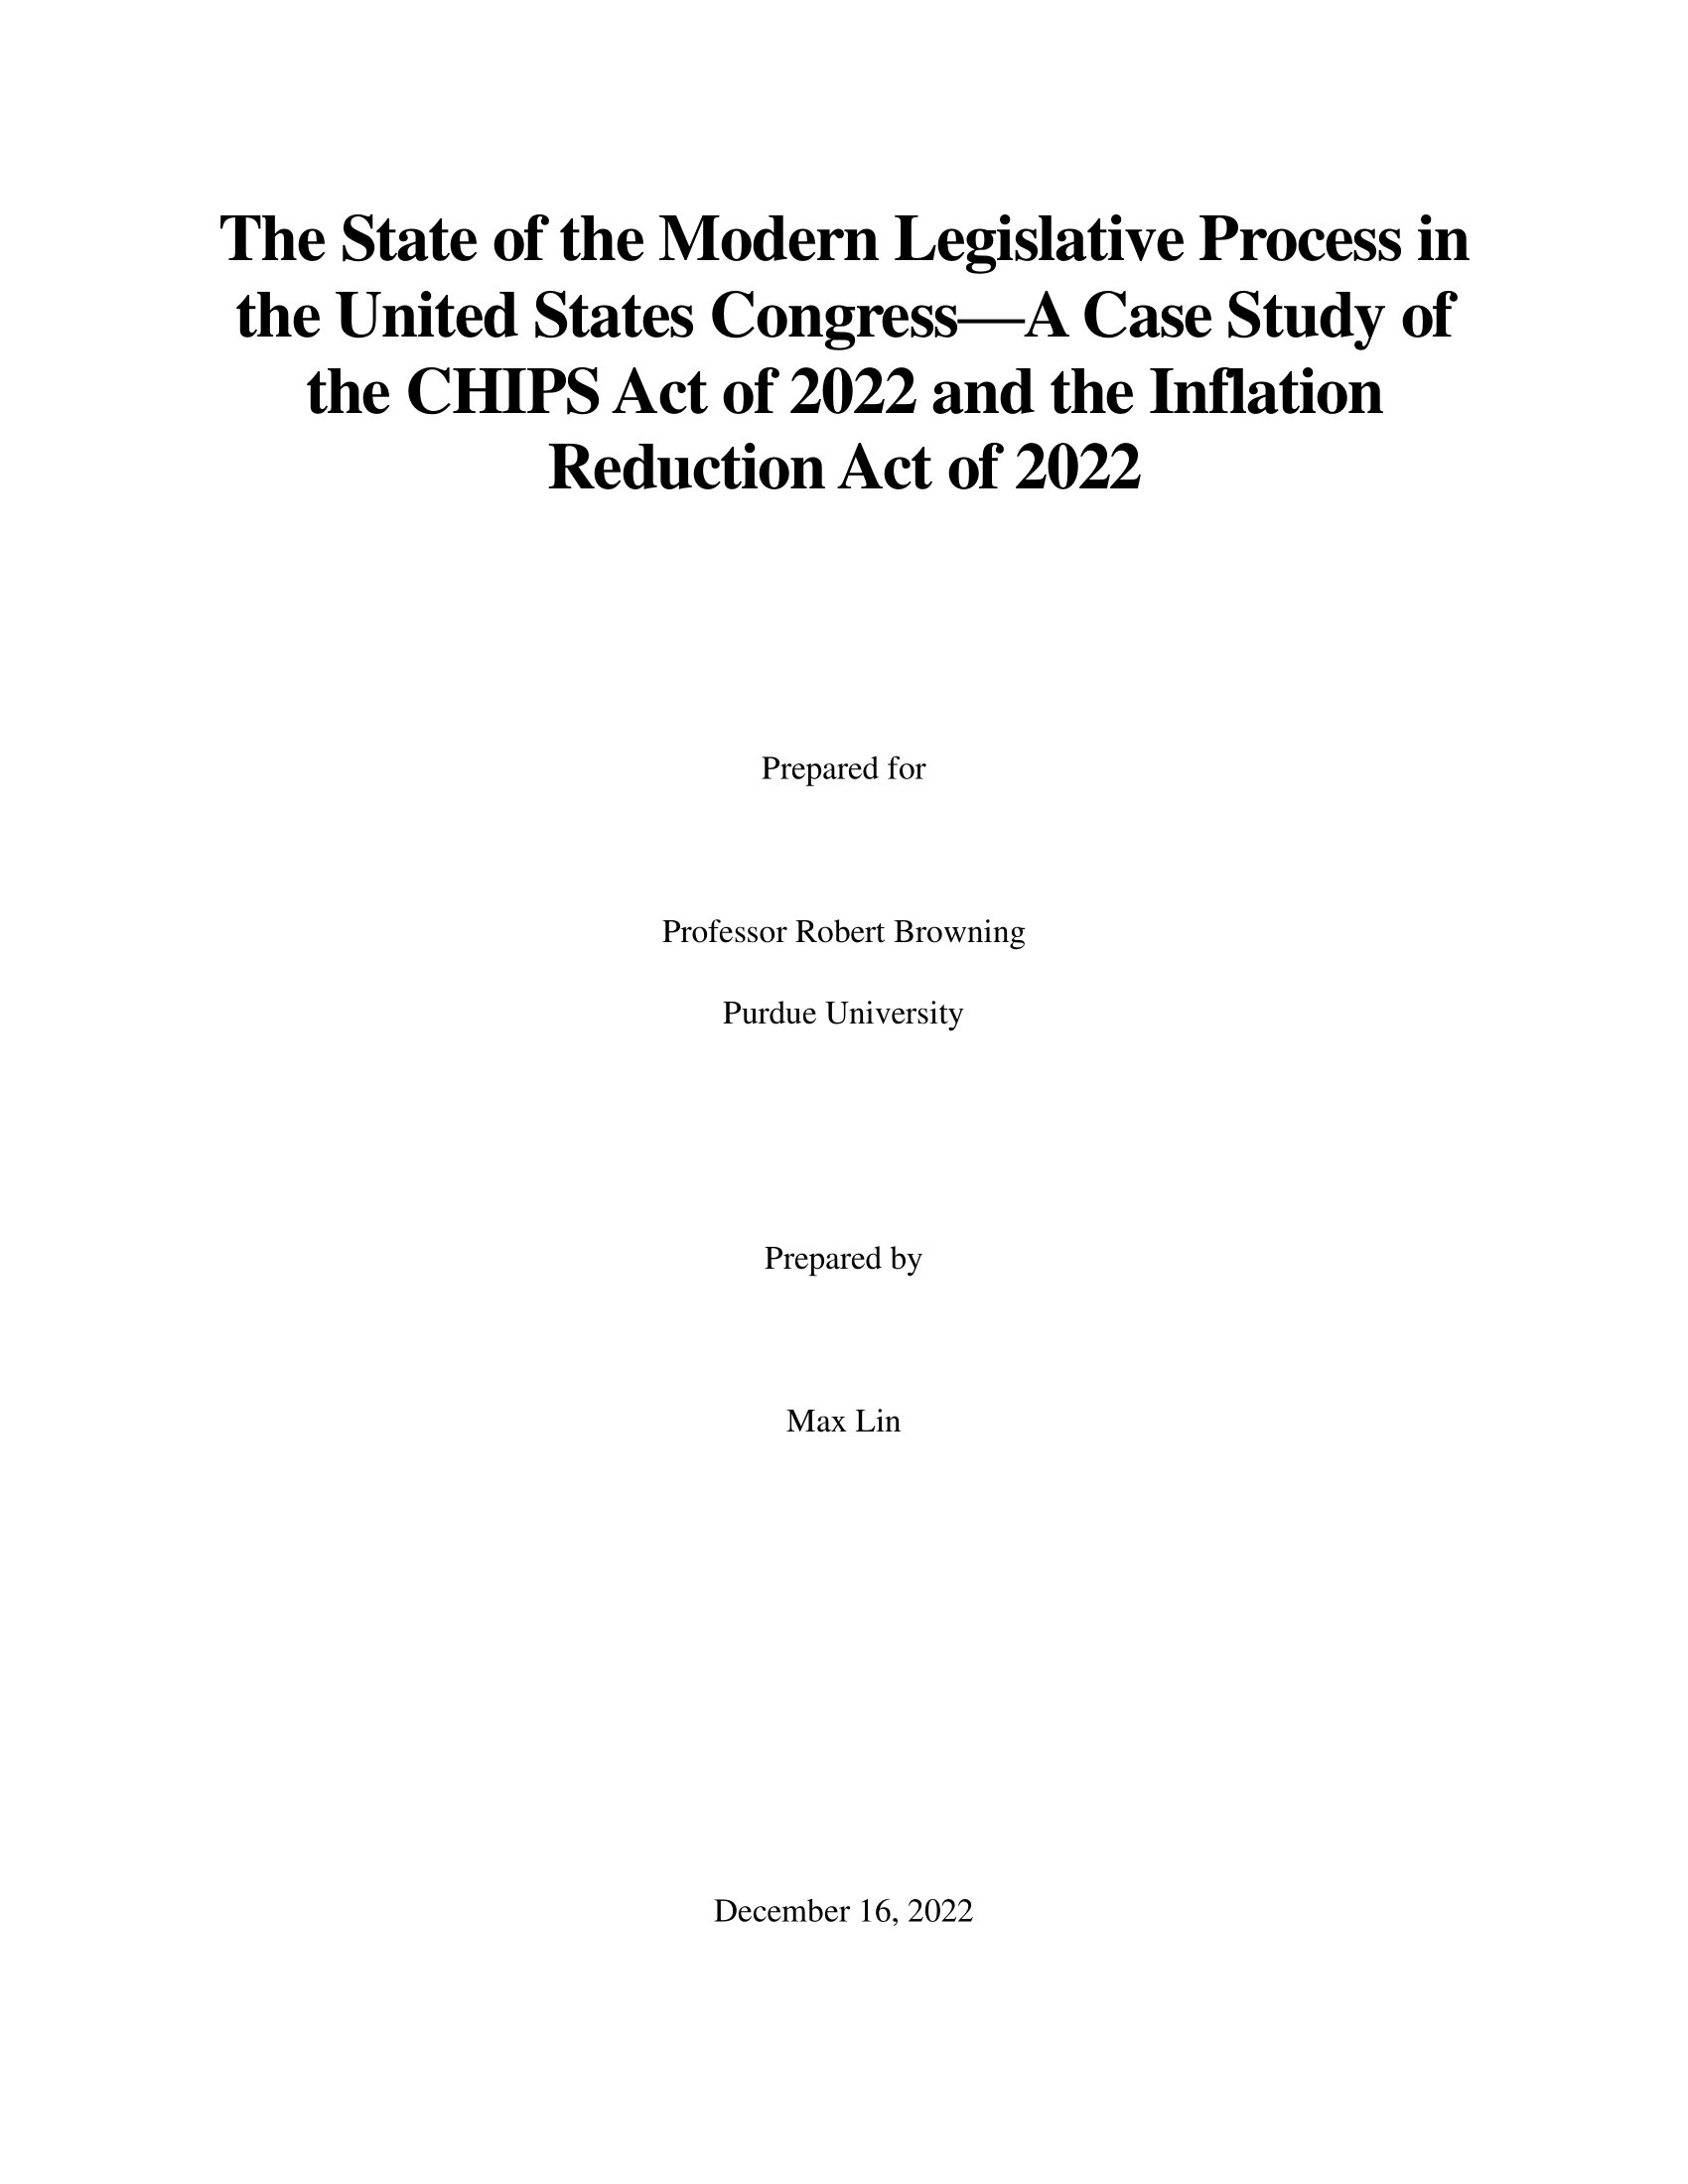 The State of the Modern Legislative Process in
the United States Congress—A Case Study of
the CHIPS Act of 2022 and the Inflation
Reduction Act of 2022
Prepared for
Professor Robert Browning
Purdue University
Prepared by
Max Lin
December 16, 2022